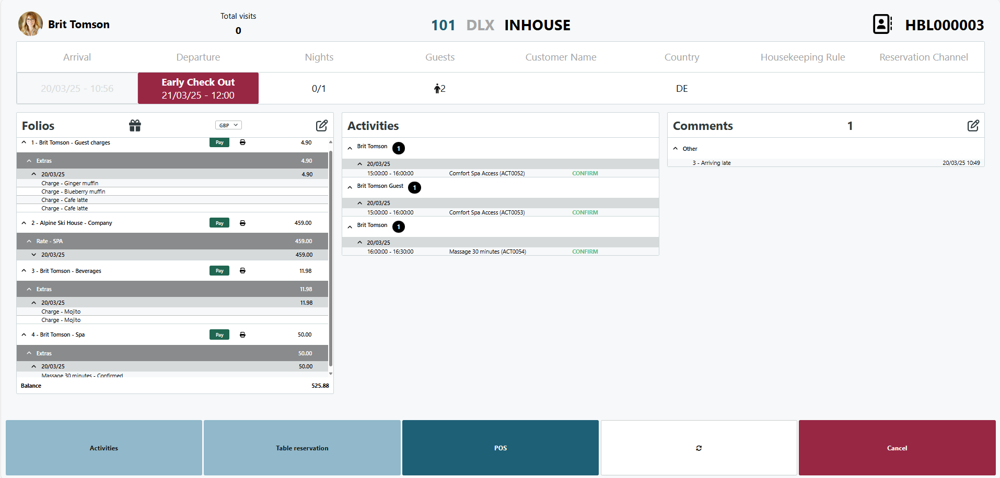 Brit Tomson
Total visits
0
101 DLX INHOUSE
HBL000003
Arrival Departure Nights Guests Customer Name Country Housekeeping Rule Reservation Channel
20/03/25 - 10:56
Early Check Out
21/03/25 - 12:00
0/1
2
DE
Folios
GBP
1 - Brit Tomson - Guest charges Pay 4.90
Extras 4.90
20/03/25 4.90
Charge - Ginger muffin
Charge - Blueberry muffin
Charge - Cafe latte
Charge - Cafe latte
2 - Alpine Ski House - Company Pay 459.00
Rate - SPA 459.00
20/03/25 459.00
3 - Brit Tomson - Beverages Pay 11.98
Extras 11.98
20/03/25 11.98
Charge - Mojito
Charge - Mojito
4 - Brit Tomson - Spa Pay 50.00
Extras 50.00
20/03/25 50.00
Massage 30 minutes - Confirmed
Balance 525.88
Activities
Brit Tomson 1
20/03/25
15:00:00 - 16:00:00 Comfort Spa Access (ACT0052) CONFIRM
Brit Tomson Guest 1
20/03/25
15:00:00 - 16:00:00 Comfort Spa Access (ACT0053) CONFIRM
Brit Tomson 1
20/03/25
16:00:00 - 16:30:00 Massage 30 minutes (ACT0054) CONFIRM
Comments 1
Other
3 - Arriving late 20/03/25 10:49
Activities
Table reservation
POS
Cancel